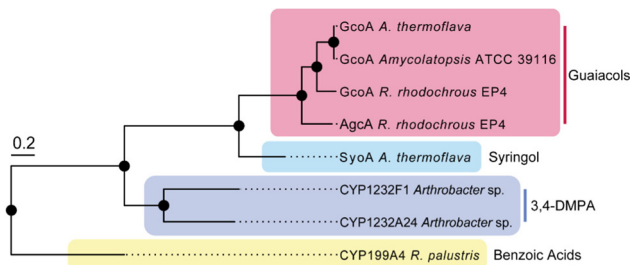 GcoA A. thermoflava
GcoA Amycolatopsis ATCC 39116
Guaiacols
GcoA R. rhodochrous EP4
AgcA R. rhodochrous EP4
0.2
SyoA A. thermoflava Syringol
CYP1232F1 Arthrobacter sp.
3,4-DMPA
CYP1232A24 Arthrobacter sp.
CYP199A4 R. palustris Benzoic Acids